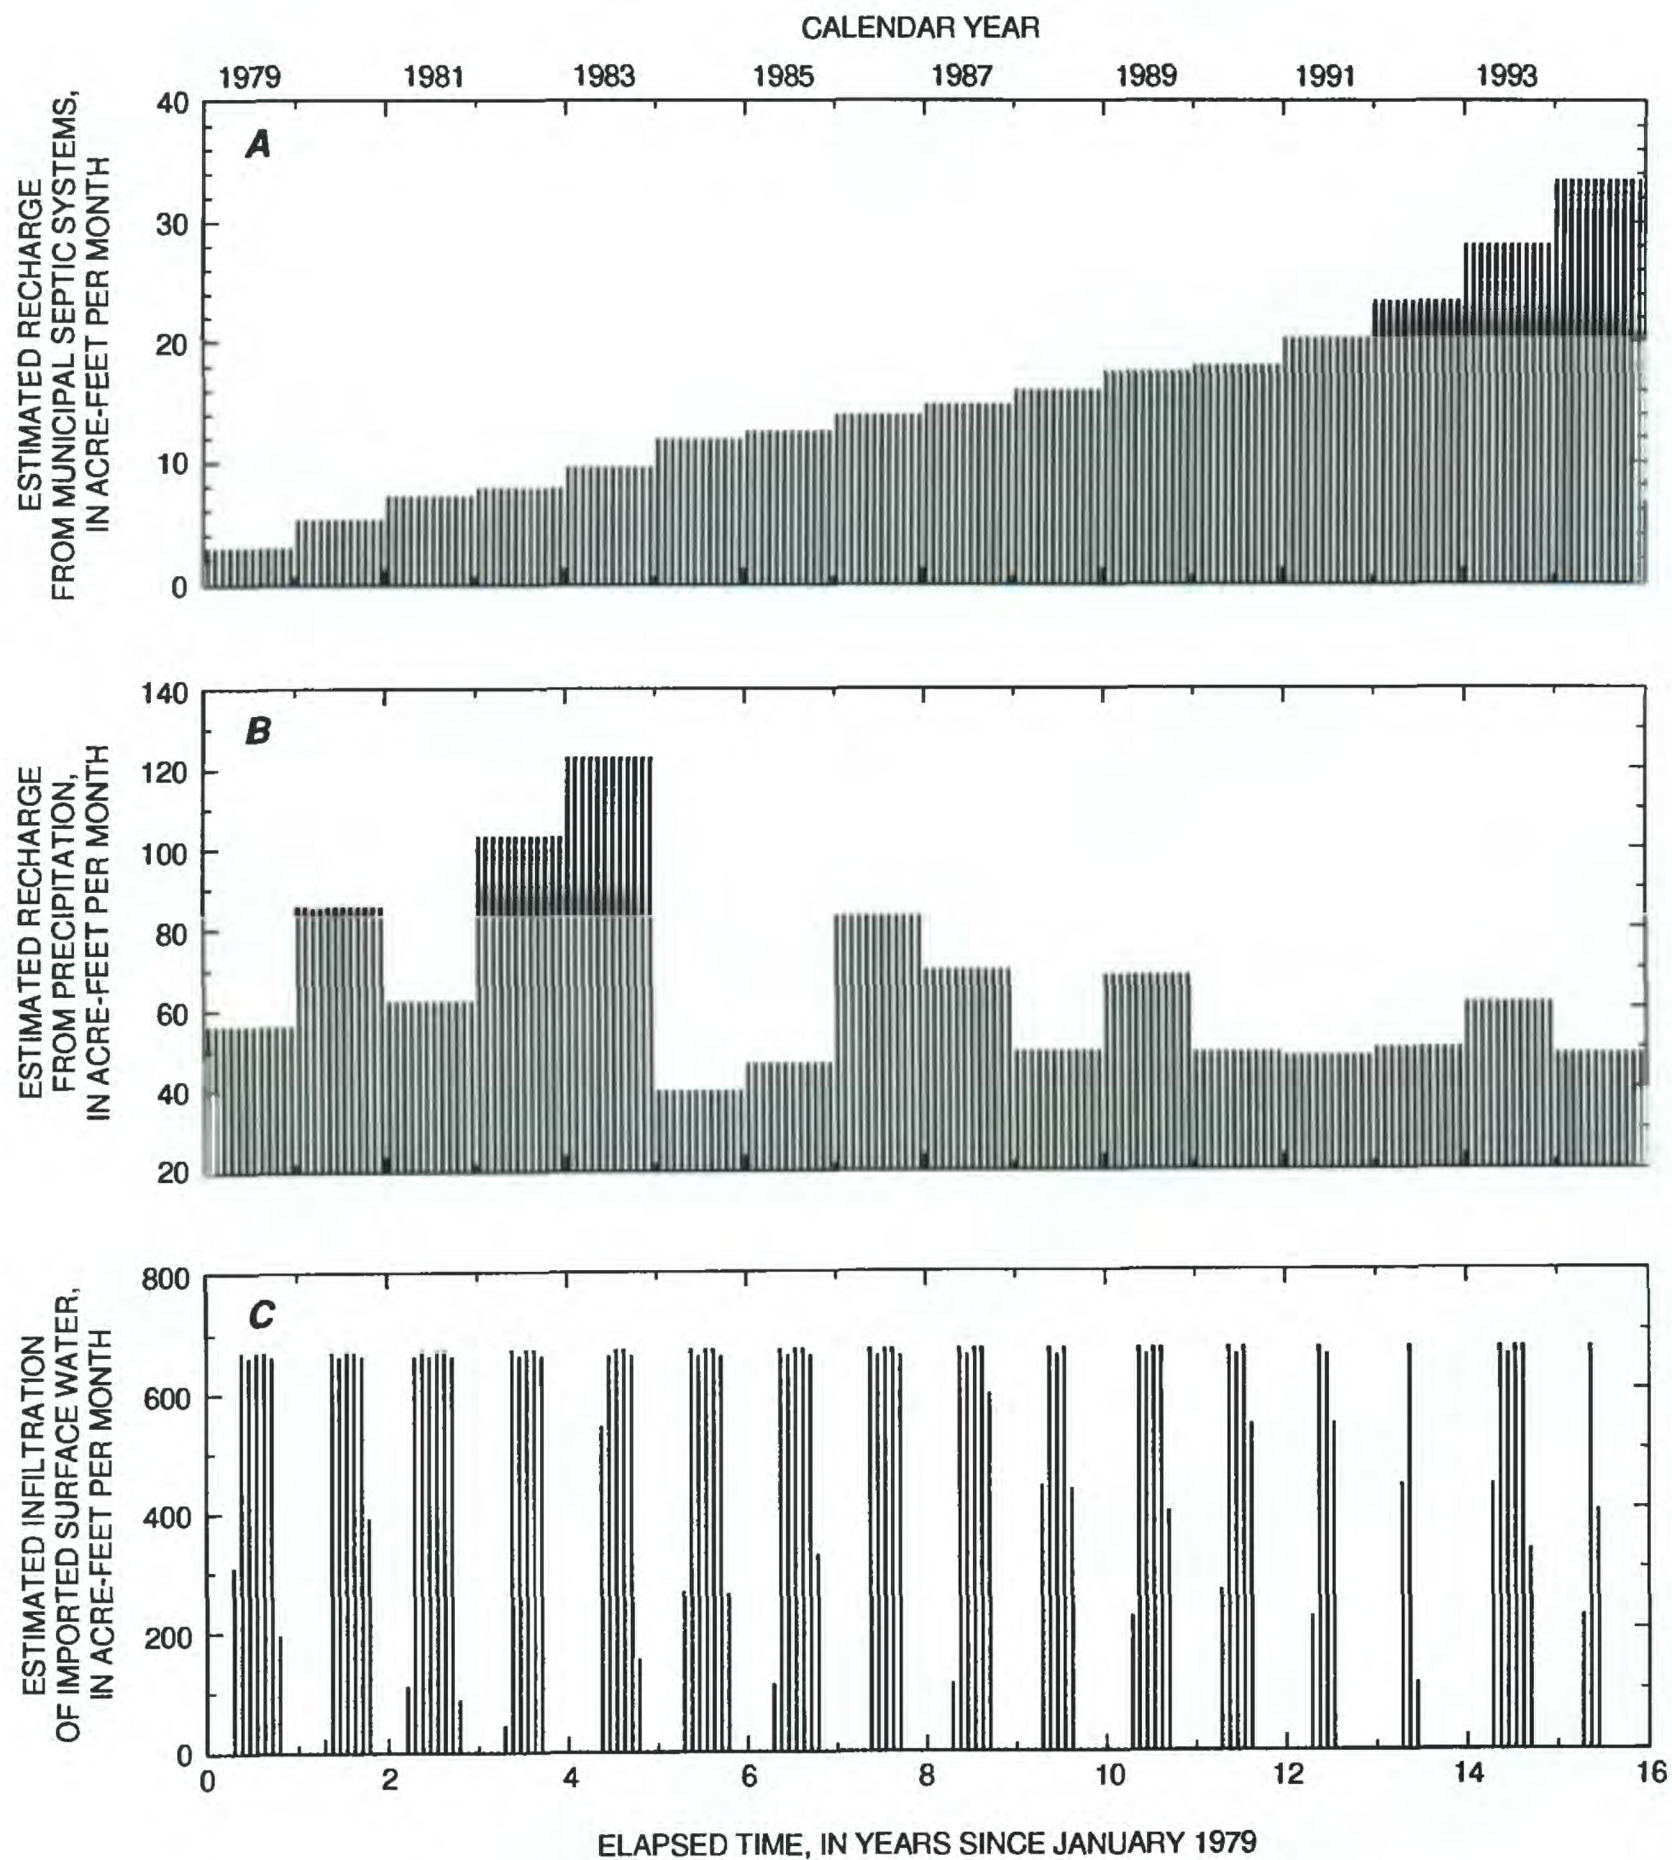 CALENDAR YEAR
1979 1981 1983 1985 1987 1989 1991 1993
A
ESTIMATED RECHARGE
FROM MUNICIPAL SEPTIC SYSTEMS,
IN ACRE-FEET PER MONTH
40
30
20
10
0
B
ESTIMATED RECHARGE
FROM PRECIPITATION,
IN ACRE-FEET PER MONTH
140
120
100
80
60
40
20
C
ESTIMATED INFILTRATION
OF IMPORTED SURFACE WATER,
IN ACRE-FEET PER MONTH
800
600
400
200
0
0 2 4 6 8 10 12 14 16
ELAPSED TIME, IN YEARS SINCE JANUARY 1979